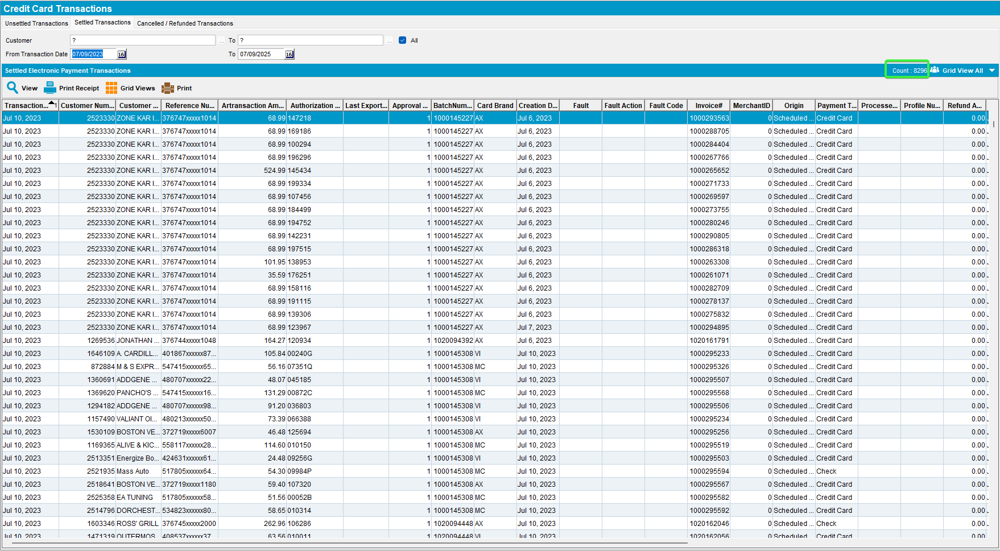 Credit Card Transactions
Unsettled Transactions Settled Transactions Cancelled / Refunded Transactions
Customer ? ... To ? ... All
From Transaction Date 07/09/2023 16 To 07/09/2025 16
Settled Electronic Payment Transactions Count : 8296 Grid View All
View Print Receipt Grid Views Print
Transaction... 1 Customer Num... Customer ... Reference Nu... Artransaction Am... Authorization ... Last Export... Approval ... BatchNum... Card Brand Creation D... Fault Fault Action Fault Code Invoice# MerchantID Origin Payment T... Processe... Profile Nu... Refund A...
Jul 10, 2023 2523330 ZONE KAR I... 376747xxxxx1014 68.99 147218 1 1000145227 AX Jul 6, 2023 1000293563 0 Scheduled ... Credit Card 0.00
Jul 10, 2023 2523330 ZONE KAR I... 376747xxxxx1014 68.99 169186 1 1000145227 AX Jul 6, 2023 1000288705 0 Scheduled ... Credit Card 0.00
Jul 10, 2023 2523330 ZONE KAR I... 376747xxxxx1014 68.99 100294 1 1000145227 AX Jul 6, 2023 1000284404 0 Scheduled ... Credit Card 0.00
Jul 10, 2023 2523330 ZONE KAR I... 376747xxxxx1014 68.99 196296 1 1000145227 AX Jul 6, 2023 1000267766 0 Scheduled ... Credit Card 0.00
Jul 10, 2023 2523330 ZONE KAR I... 376747xxxxx1014 524.99 145434 1 1000145227 AX Jul 6, 2023 1000265652 0 Scheduled ... Credit Card 0.00
Jul 10, 2023 2523330 ZONE KAR I... 376747xxxxx1014 68.99 199334 1 1000145227 AX Jul 6, 2023 1000271733 0 Scheduled ... Credit Card 0.00
Jul 10, 2023 2523330 ZONE KAR I... 376747xxxxx1014 68.99 107456 1 1000145227 AX Jul 6, 2023 1000269597 0 Scheduled ... Credit Card 0.00
Jul 10, 2023 2523330 ZONE KAR I... 376747xxxxx1014 68.99 184499 1 1000145227 AX Jul 6, 2023 1000273755 0 Scheduled ... Credit Card 0.00
Jul 10, 2023 2523330 ZONE KAR I... 376747xxxxx1014 68.99 194752 1 1000145227 AX Jul 6, 2023 1000280246 0 Scheduled ... Credit Card 0.00
Jul 10, 2023 2523330 ZONE KAR I... 376747xxxxx1014 68.99 142231 1 1000145227 AX Jul 6, 2023 1000290805 0 Scheduled ... Credit Card 0.00
Jul 10, 2023 2523330 ZONE KAR I... 376747xxxxx1014 68.99 197515 1 1000145227 AX Jul 6, 2023 1000286318 0 Scheduled ... Credit Card 0.00
Jul 10, 2023 2523330 ZONE KAR I... 376747xxxxx1014 101.95 138953 1 1000145227 AX Jul 6, 2023 1000263308 0 Scheduled ... Credit Card 0.00
Jul 10, 2023 2523330 ZONE KAR I... 376747xxxxx1014 35.59 176251 1 1000145227 AX Jul 6, 2023 1000261071 0 Scheduled ... Credit Card 0.00
Jul 10, 2023 2523330 ZONE KAR I... 376747xxxxx1014 68.99 158116 1 1000145227 AX Jul 6, 2023 1000282709 0 Scheduled ... Credit Card 0.00
Jul 10, 2023 2523330 ZONE KAR I... 376747xxxxx1014 68.99 191115 1 1000145227 AX Jul 6, 2023 1000278137 0 Scheduled ... Credit Card 0.00
Jul 10, 2023 2523330 ZONE KAR I... 376747xxxxx1014 68.99 139306 1 1000145227 AX Jul 6, 2023 1000275832 0 Scheduled ... Credit Card 0.00
Jul 10, 2023 2523330 ZONE KAR I... 376747xxxxx1014 68.99 123967 1 1000145227 AX Jul 7, 2023 1000294895 0 Scheduled ... Credit Card 0.00
Jul 10, 2023 1269536 JONATHAN ... 376744xxxxx1048 164.27 120934 1 1020094392 AX Jul 6, 2023 1020161791 0 Scheduled ... Credit Card 0.00
Jul 10, 2023 1646109 A. CARDILL... 401867xxxxxx87... 105.84 00240G 1 1000145308 VI Jul 10, 2023 1000295233 0 Scheduled ... Credit Card 0.00
Jul 10, 2023 872884 M & S EXPR... 547415xxxxxx65... 56.16 07351Q 1 1000145308 MC Jul 10, 2023 1000295326 0 Scheduled ... Credit Card 0.00
Jul 10, 2023 1360691 ADDGENE ... 480707xxxxxx22... 48.07 045185 1 1000145308 VI Jul 10, 2023 1000295507 0 Scheduled ... Credit Card 0.00
Jul 10, 2023 1369620 PANCHO'S ... 547415xxxxxx16... 131.29 00872C 1 1000145308 MC Jul 10, 2023 1000295568 0 Scheduled ... Credit Card 0.00
Jul 10, 2023 1294182 ADDGENE ... 480707xxxxxx98... 91.20 036803 1 1000145308 VI Jul 10, 2023 1000295506 0 Scheduled ... Credit Card 0.00
Jul 10, 2023 1157490 VALIANT OI... 480213xxxxxx50... 73.39 066388 1 1000145308 VI Jul 10, 2023 1000295234 0 Scheduled ... Credit Card 0.00
Jul 10, 2023 1530109 BOSTON VE... 372719xxxxx6007 46.48 125694 1 1000145308 AX Jul 10, 2023 1000295256 0 Scheduled ... Credit Card 0.00
Jul 10, 2023 1169365 ALIVE & KIC... 558117xxxxxx28... 114.60 010150 1 1000145308 MC Jul 10, 2023 1000295519 0 Scheduled ... Credit Card 0.00
Jul 10, 2023 2513351 Energize Bo... 424631xxxxxx61... 24.48 09256G 1 1000145308 VI Jul 10, 2023 1000295503 0 Scheduled ... Credit Card 0.00
Jul 10, 2023 2521935 Mass Auto 517805xxxxxx64... 54.30 09984P 1 1000145308 MC Jul 10, 2023 1000295594 0 Scheduled ... Check 0.00
Jul 10, 2023 2518641 BOSTON VE... 372719xxxxx1180 59.40 107320 1 1000145308 AX Jul 10, 2023 1000295567 0 Scheduled ... Credit Card 0.00
Jul 10, 2023 2525358 EA TUNING 517805xxxxxx58... 51.56 00052B 1 1000145308 MC Jul 10, 2023 1000295582 0 Scheduled ... Credit Card 0.00
Jul 10, 2023 2514796 DORCHEST... 534823xxxxxx80... 58.65 010314 1 1000145308 MC Jul 10, 2023 1000295592 0 Scheduled ... Credit Card 0.00
Jul 10, 2023 1603346 ROSS' GRILL 376745xxxxx2000 262.96 106286 1 1020094448 AX Jul 10, 2023 1020162046 0 Scheduled ... Check 0.00
Jul 10, 2023 1471319 OUTERMOS... 408537xxxxxx37... 63.56 010011 1 1020094448 VI Jul 10, 2023 1020162056 0 Scheduled ... Credit Card 0.00